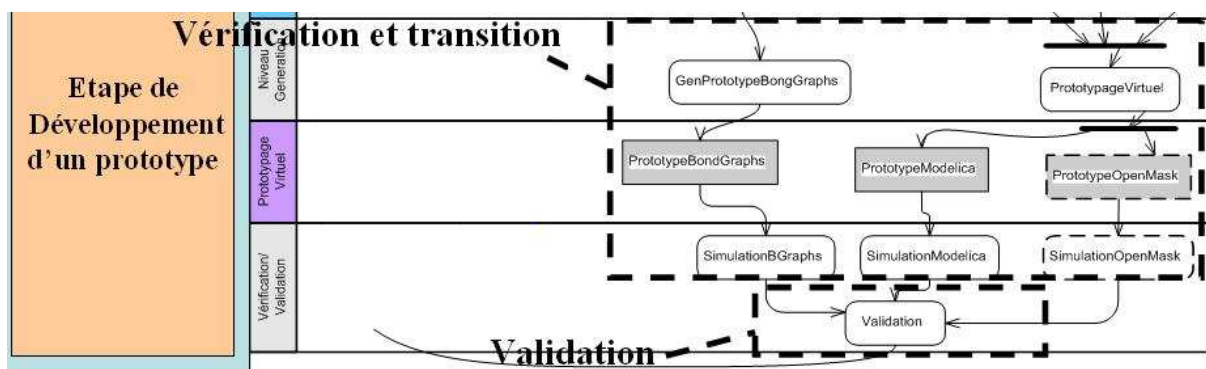 Vérification et transition
Etape de
Développement
d'un prototype
Niveau
Generation
GenPrototypeBongGraphs
PrototypageVirtuel
Prototypage
Virtuel
PrototypeBondGraphs
PrototypeModelica
PrototypeOpenMask
Vérification/
Validation
SimulationBGraphs
SimulationModelica
SimulationOpenMask
Validation
Validation